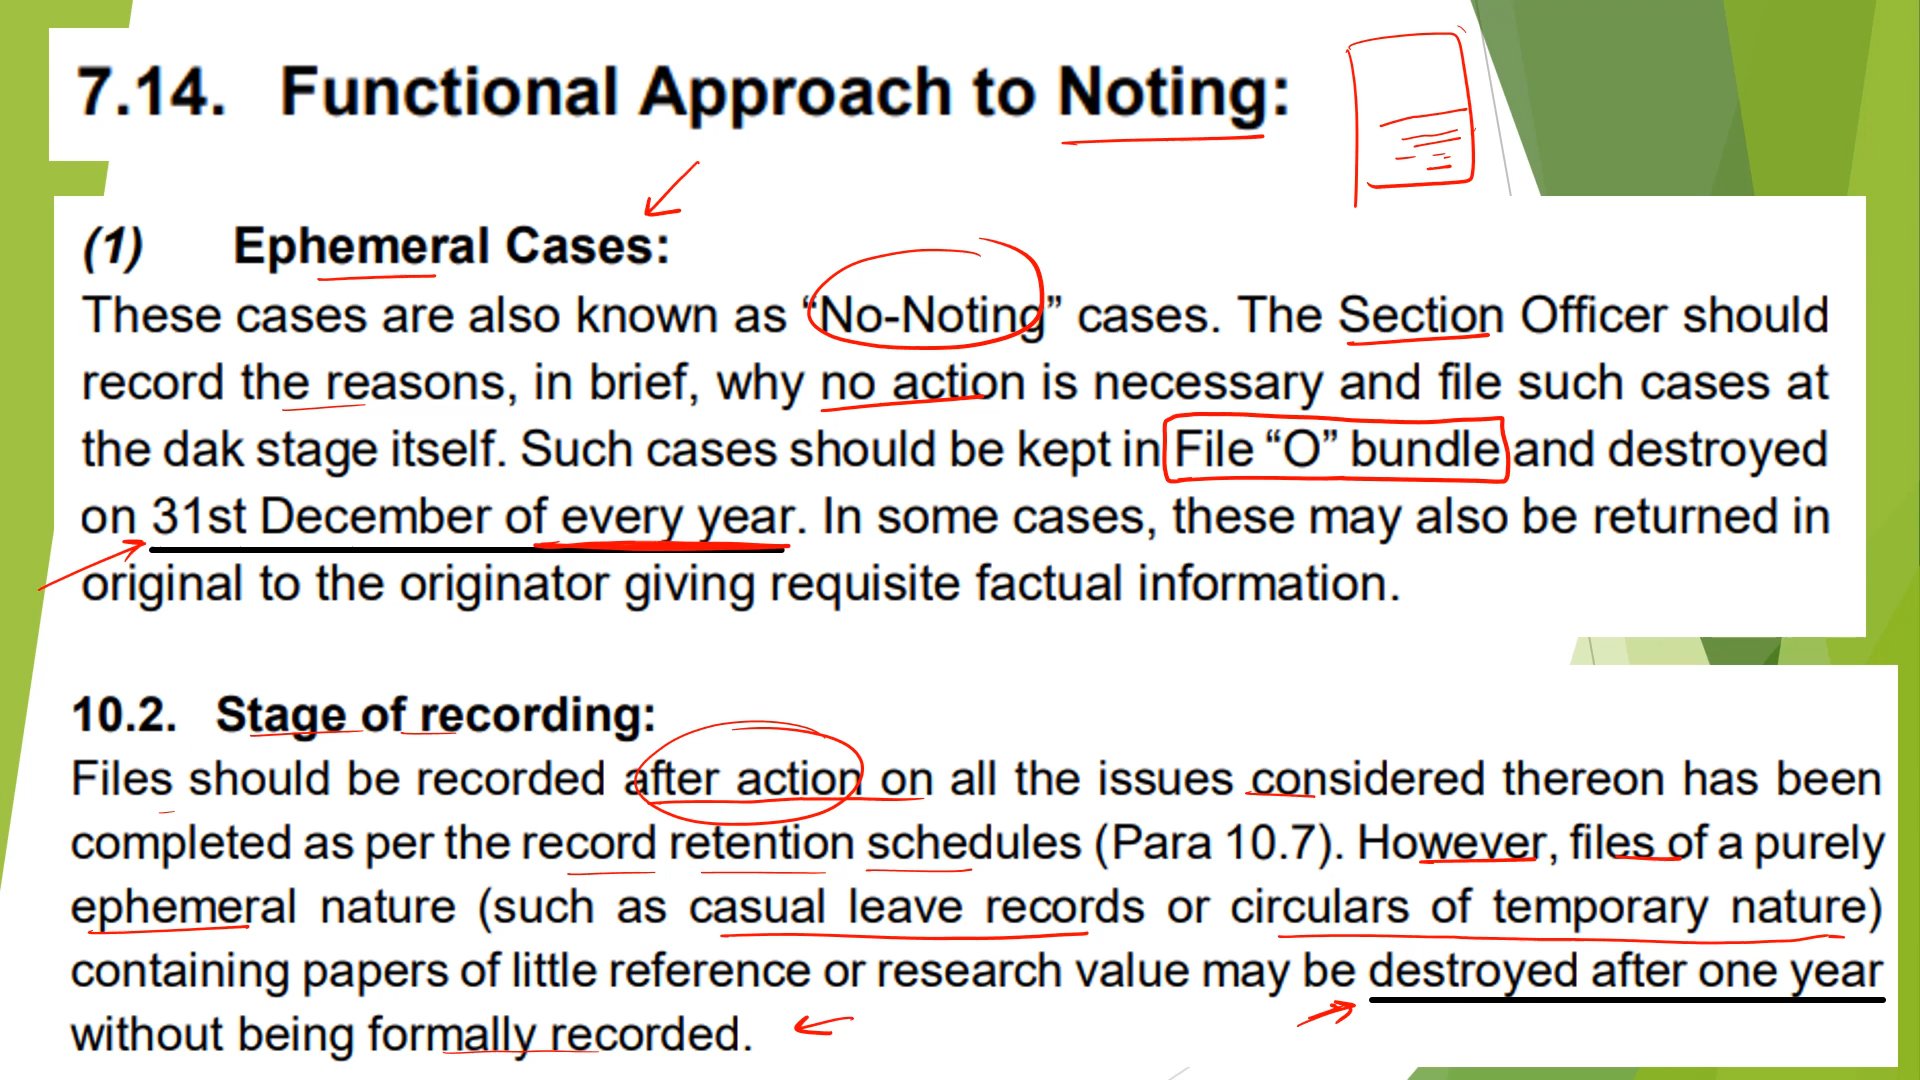 7.14. Functional Approach to Noting:
(1) Ephemeral Cases:
These cases are also known as “No-Noting” cases. The Section Officer should
record the reasons, in brief, why no action is necessary and file such cases at
the dak stage itself. Such cases should be kept in File “O” bundle and destroyed
on 31st December of every year. In some cases, these may also be returned in
original to the originator giving requisite factual information.
10.2. Stage of recording:
Files should be recorded after action on all the issues considered thereon has been
completed as per the record retention schedules (Para 10.7). However, files of a purely
ephemeral nature (such as casual leave records or circulars of temporary nature)
containing papers of little reference or research value may be destroyed after one year
without being formally recorded.